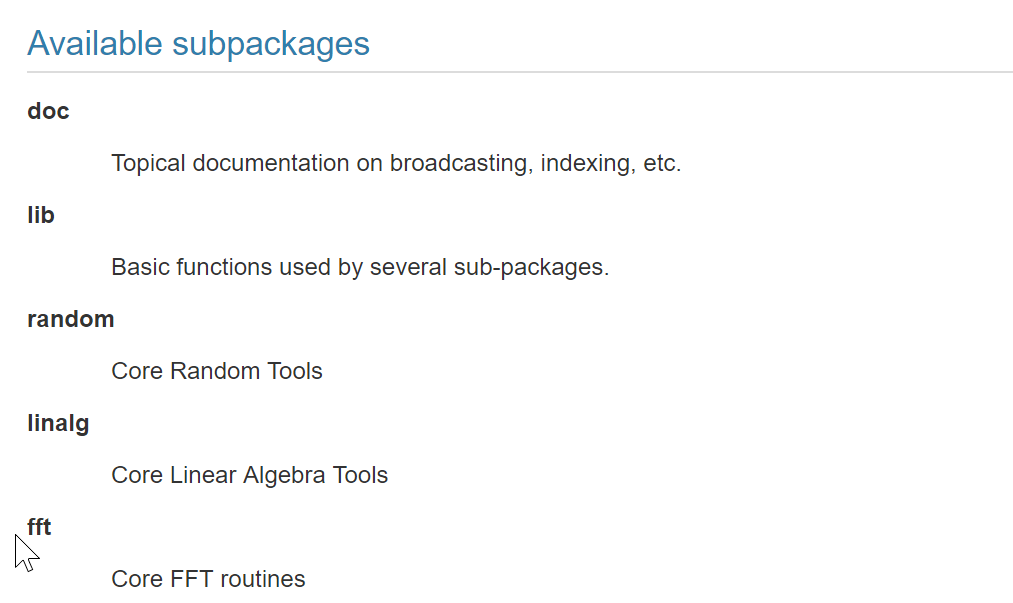 Available subpackages
doc
Topical documentation on broadcasting, indexing, etc.
lib
Basic functions used by several sub-packages.
random
Core Random Tools
linalg
Core Linear Algebra Tools
fft
Core FFT routines